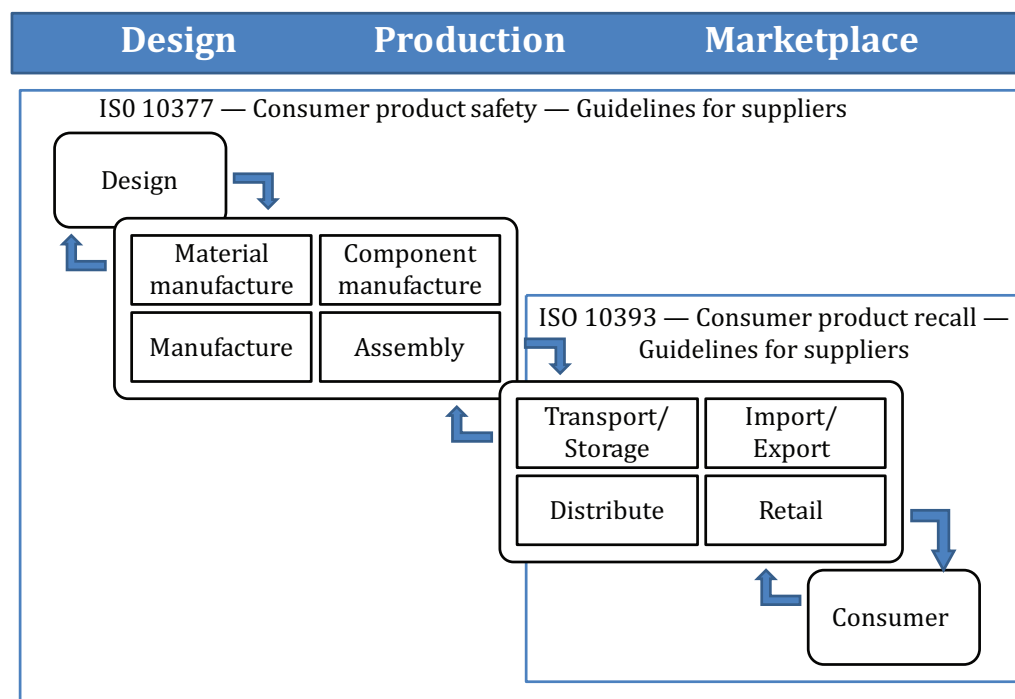 Design Production Marketplace
IS0 10377 — Consumer product safety — Guidelines for suppliers
Design
Material
manufacture
Component
manufacture
Manufacture
Assembly
ISO 10393 — Consumer product recall —
Guidelines for suppliers
Transport/
Storage
Import/
Export
Distribute
Retail
Consumer